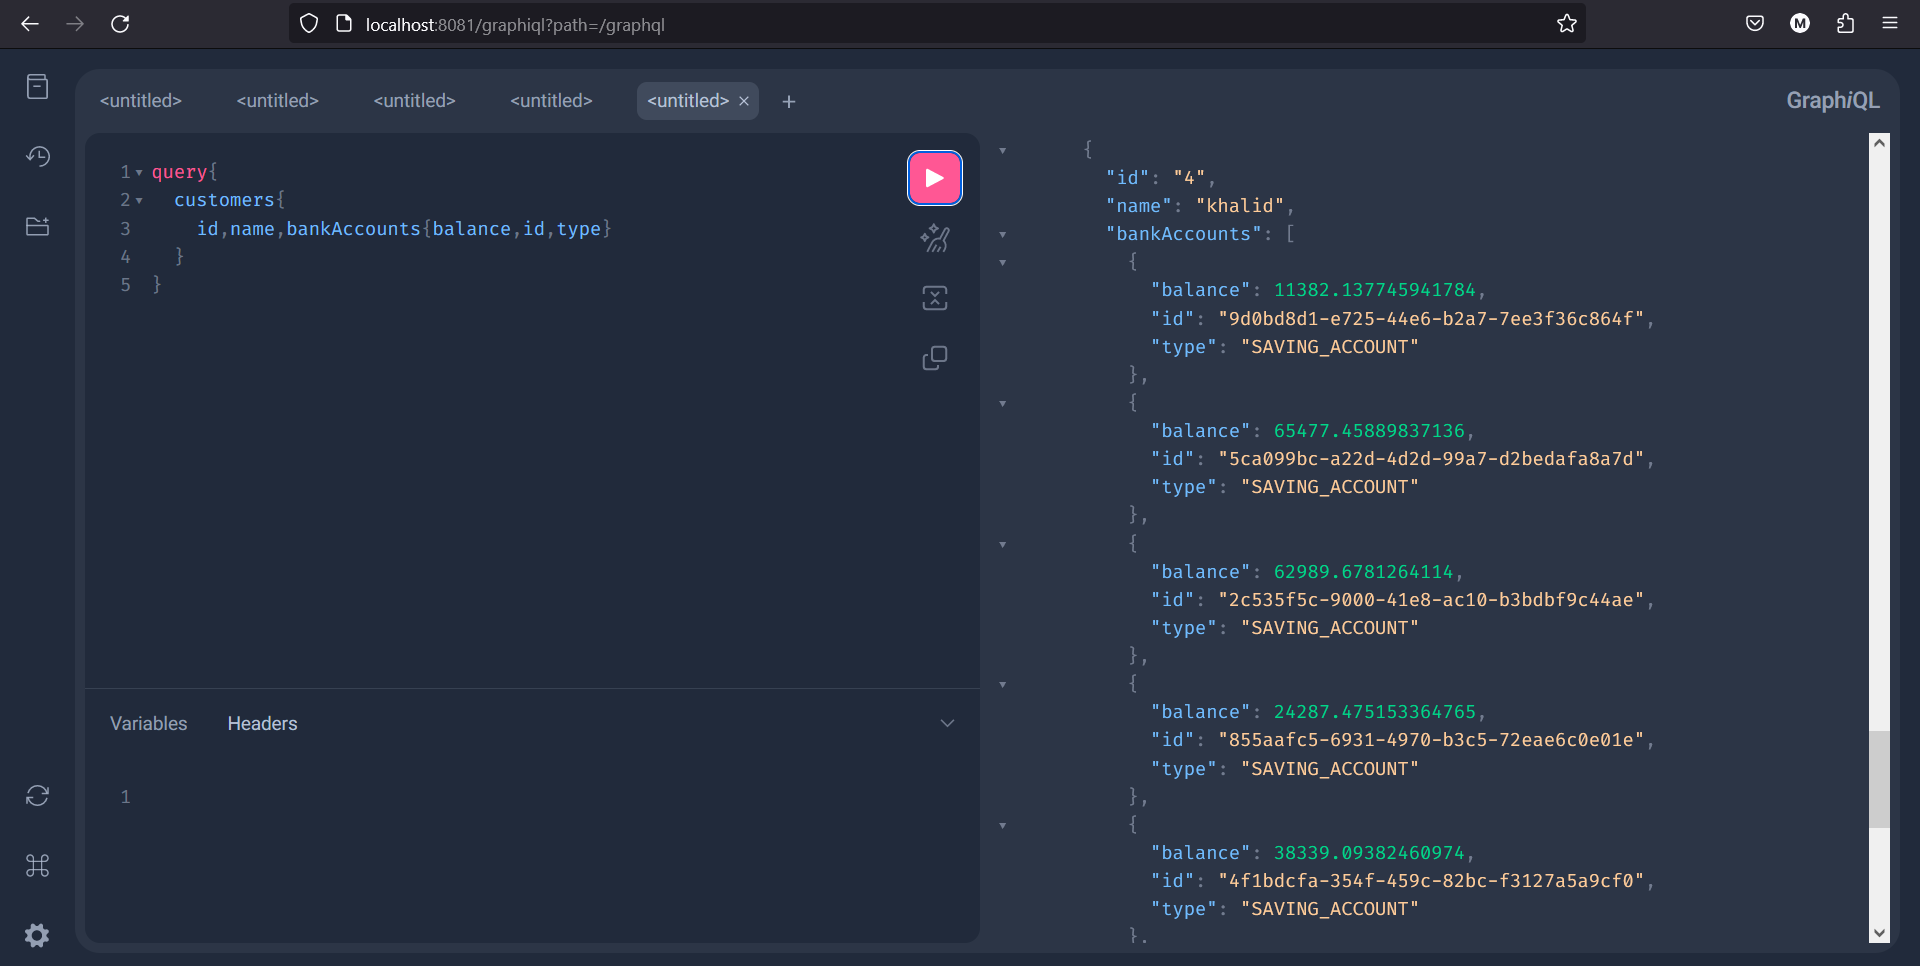 localhost:8081/graphiql?path=/graphql
M
<untitled> <untitled> <untitled> <untitled> <untitled> × +
GraphiQL
1 query{
2 customers{
3 id,name,bankAccounts{balance,id,type}
4 }
5 }
Variables Headers
1
{
"id": "4",
"name": "khalid",
"bankAccounts": [
{
"balance": 11382.137745941784,
"id": "9d0bd8d1-e725-44e6-b2a7-7ee3f36c864f",
"type": "SAVING_ACCOUNT"
},
{
"balance": 65477.45889837136,
"id": "5ca099bc-a22d-4d2d-99a7-d2bedafa8a7d",
"type": "SAVING_ACCOUNT"
},
{
"balance": 62989.6781264114,
"id": "2c535f5c-9000-41e8-ac10-b3bdbf9c44ae",
"type": "SAVING_ACCOUNT"
},
{
"balance": 24287.475153364765,
"id": "855aafc5-6931-4970-b3c5-72eae6c0e01e",
"type": "SAVING_ACCOUNT"
},
{
"balance": 38339.09382460974,
"id": "4f1bdcfa-354f-459c-82bc-f3127a5a9cf0",
"type": "SAVING_ACCOUNT"
},